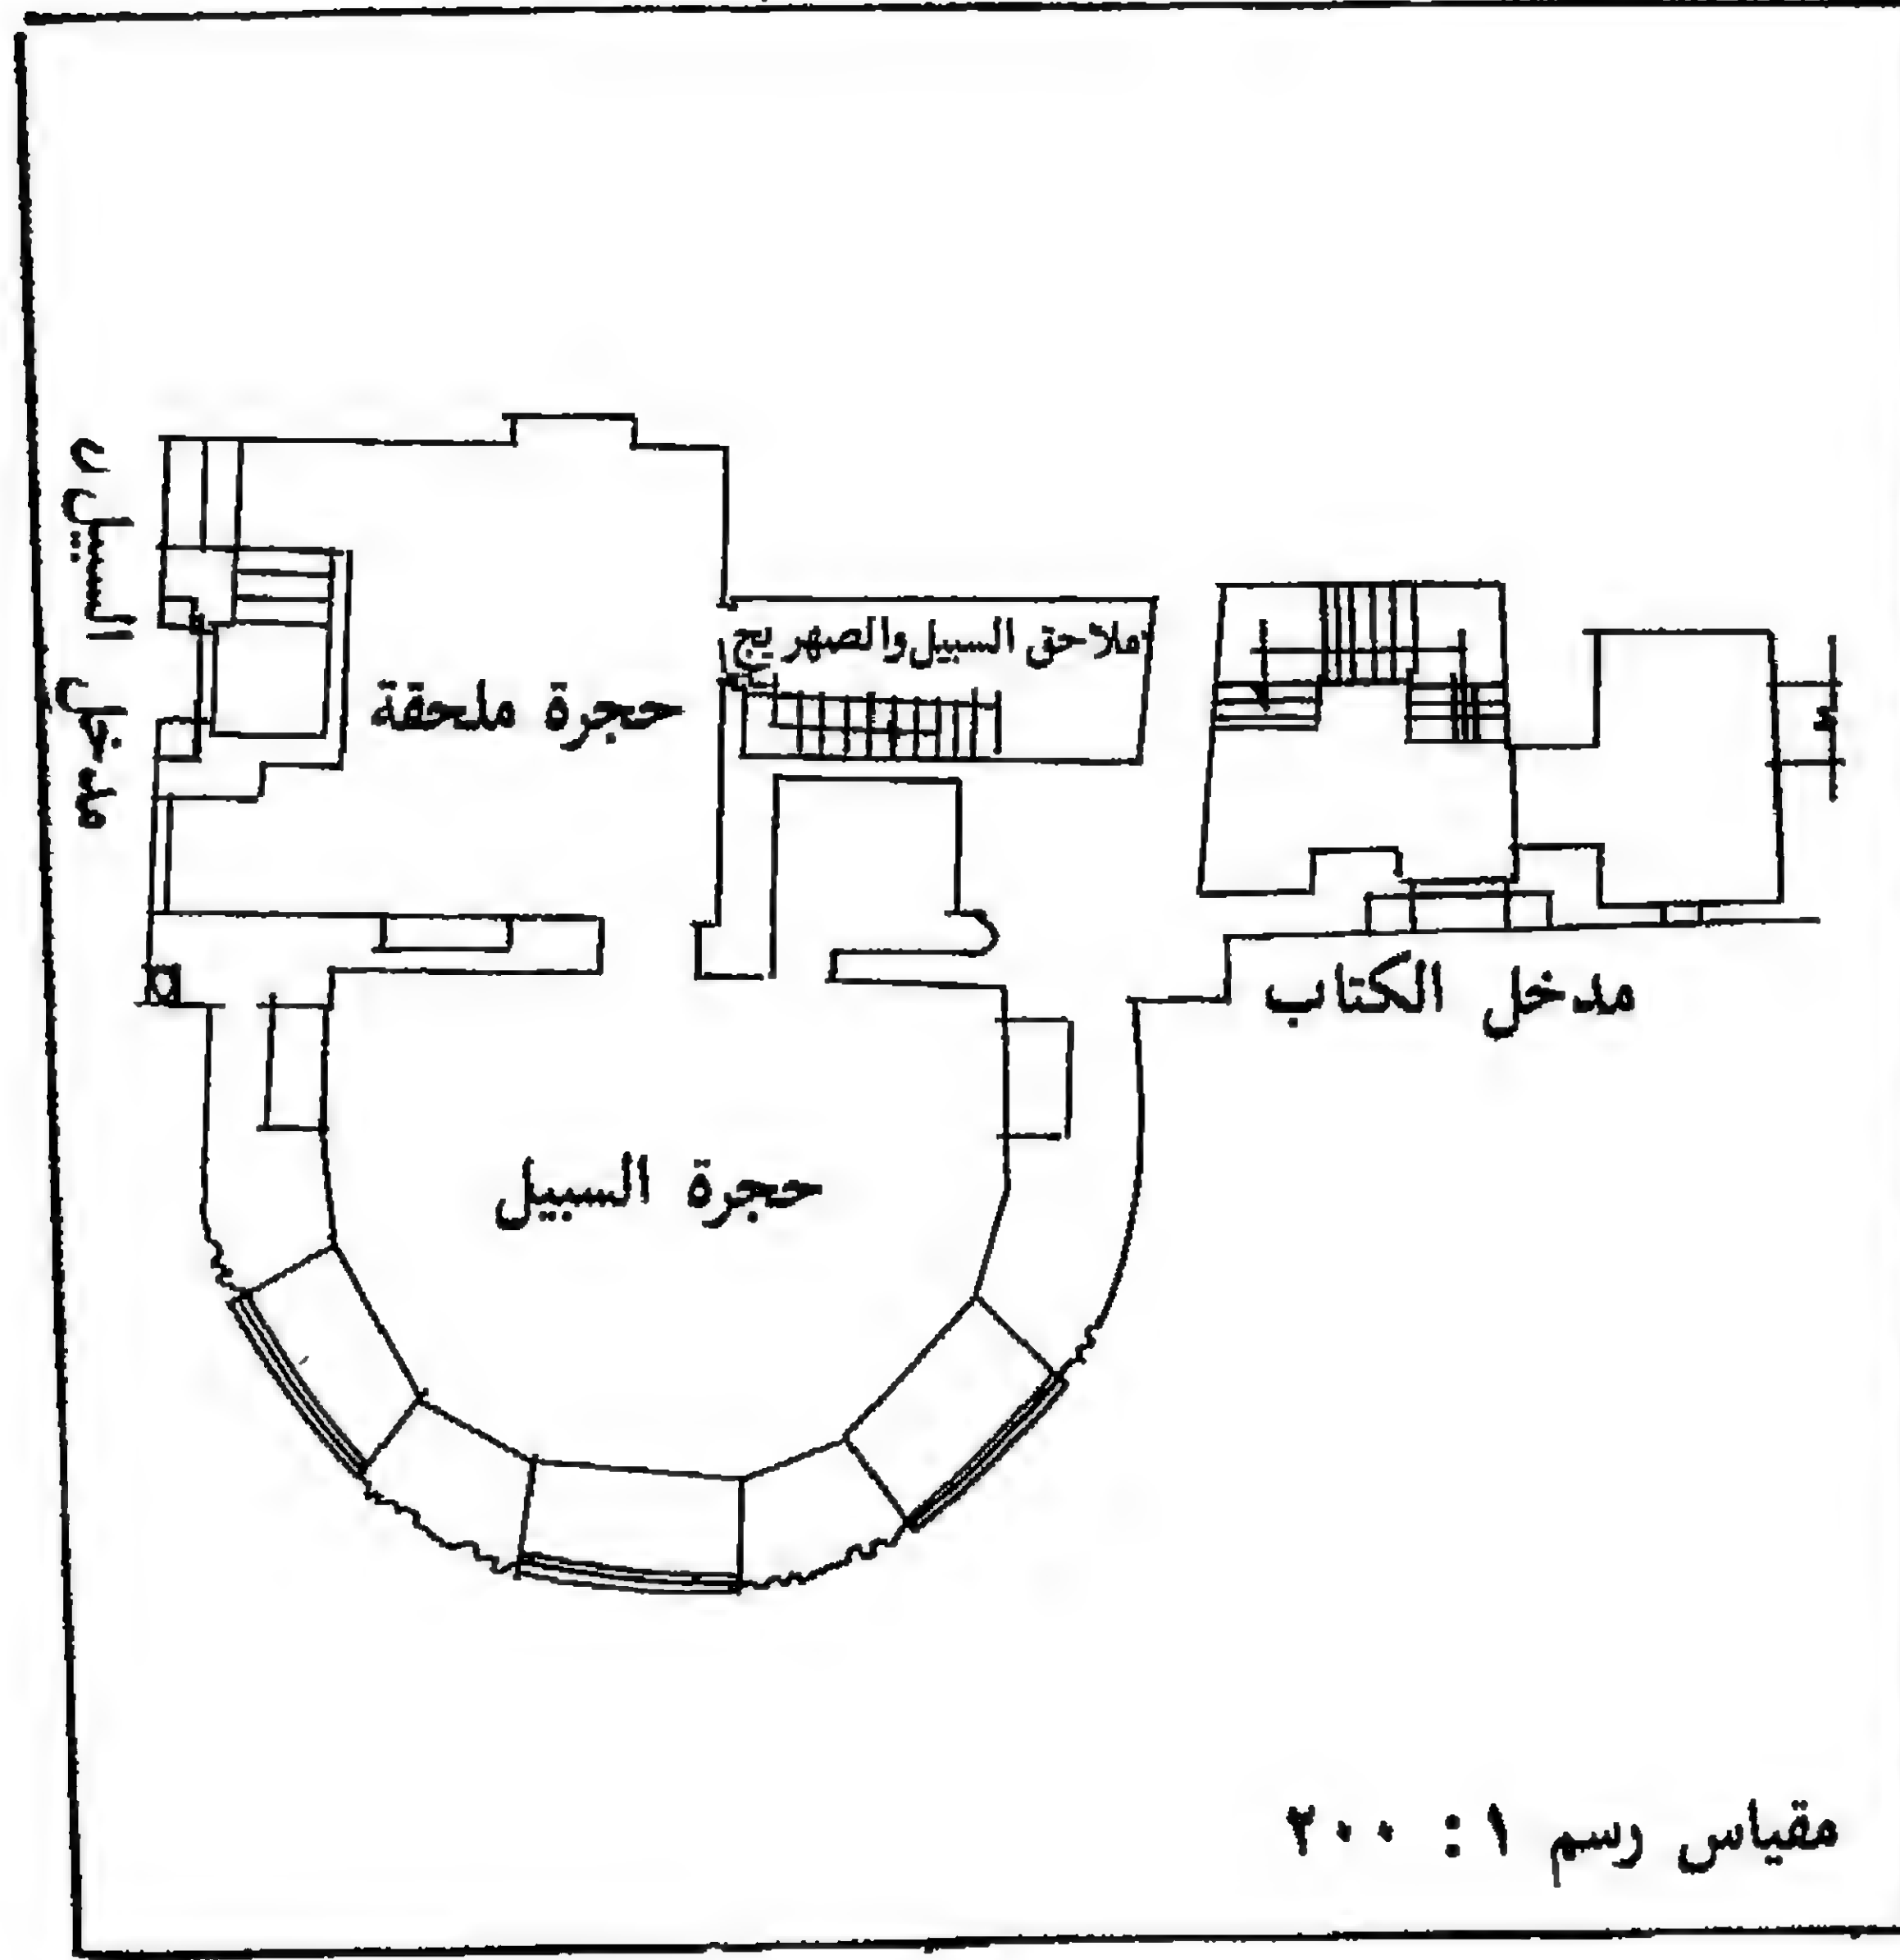 مدخل السبيل
ملاحق السبيل والصهريج
حجرة ملحقة
مدخل الكتاب
حجرة السبيل
مقياس رسم ١ : ٢٠٠